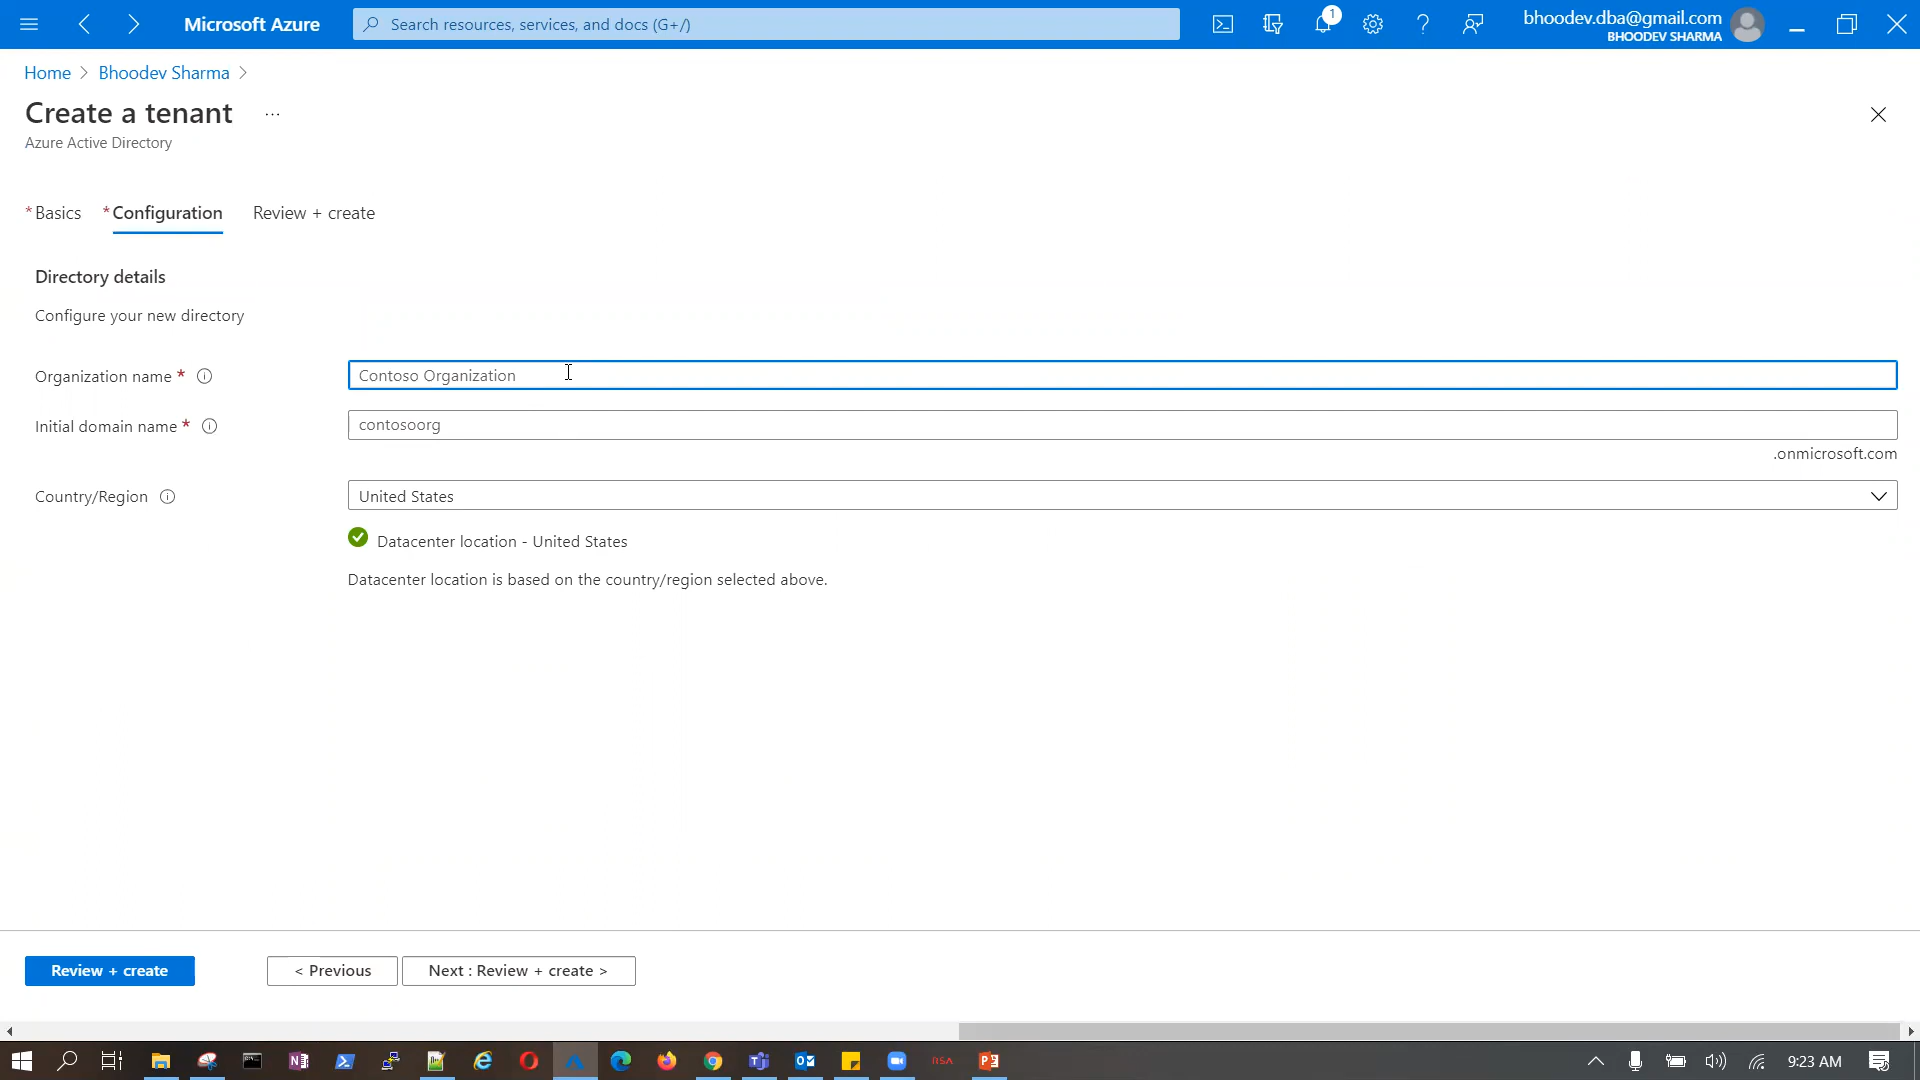 Microsoft Azure
Search resources, services, and docs (G+/)
1
bhoodev.dba@gmail.com
BHOODEV SHARMA
Home > Bhoodev Sharma >
Create a tenant ...
Azure Active Directory
* Basics * Configuration Review + create
Directory details
Configure your new directory
Organization name *
Contoso Organization
Initial domain name *
contosoorg
.onmicrosoft.com
Country/Region
United States
Datacenter location - United States
Datacenter location is based on the country/region selected above.
Review + create
< Previous
Next : Review + create >
9:23 AM